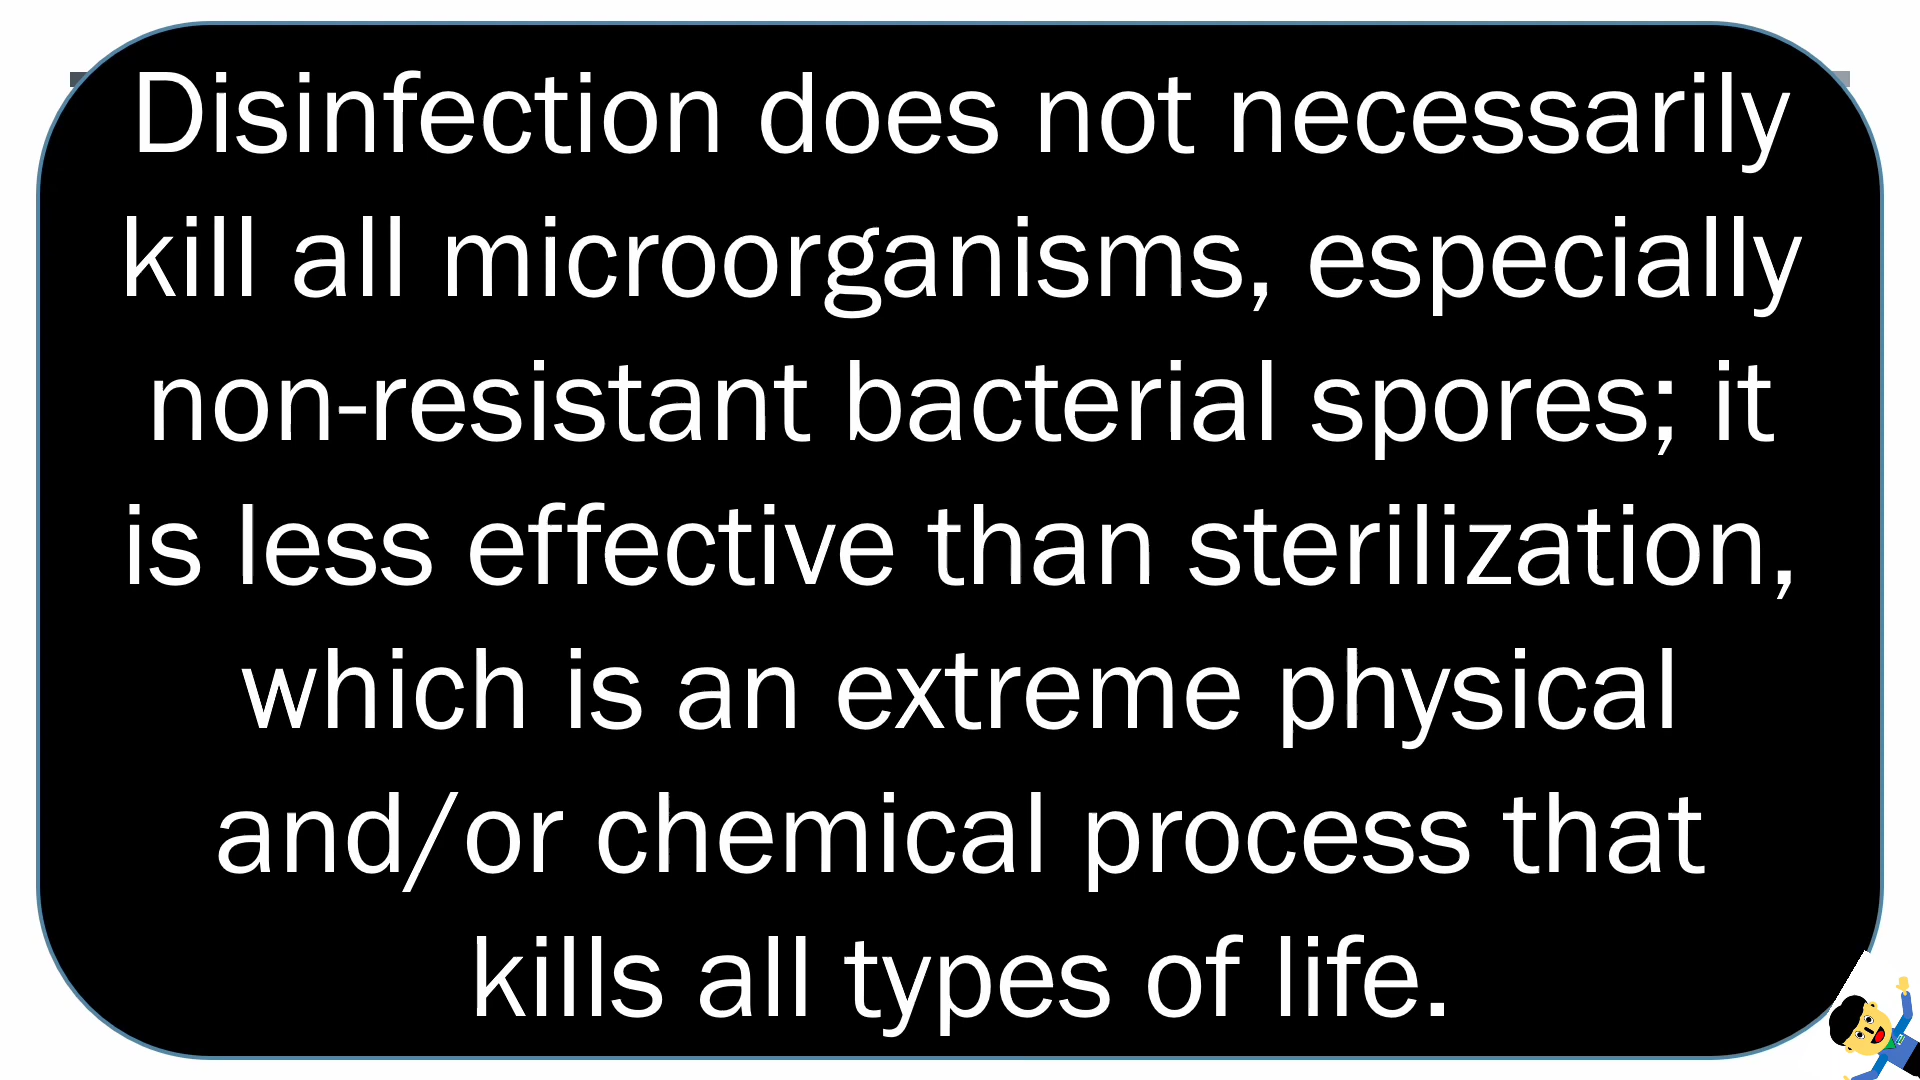 Disinfection does not necessarily
kill all microorganisms, especially
non-resistant bacterial spores; it
is less effective than sterilization,
which is an extreme physical
and/or chemical process that
kills all types of life.